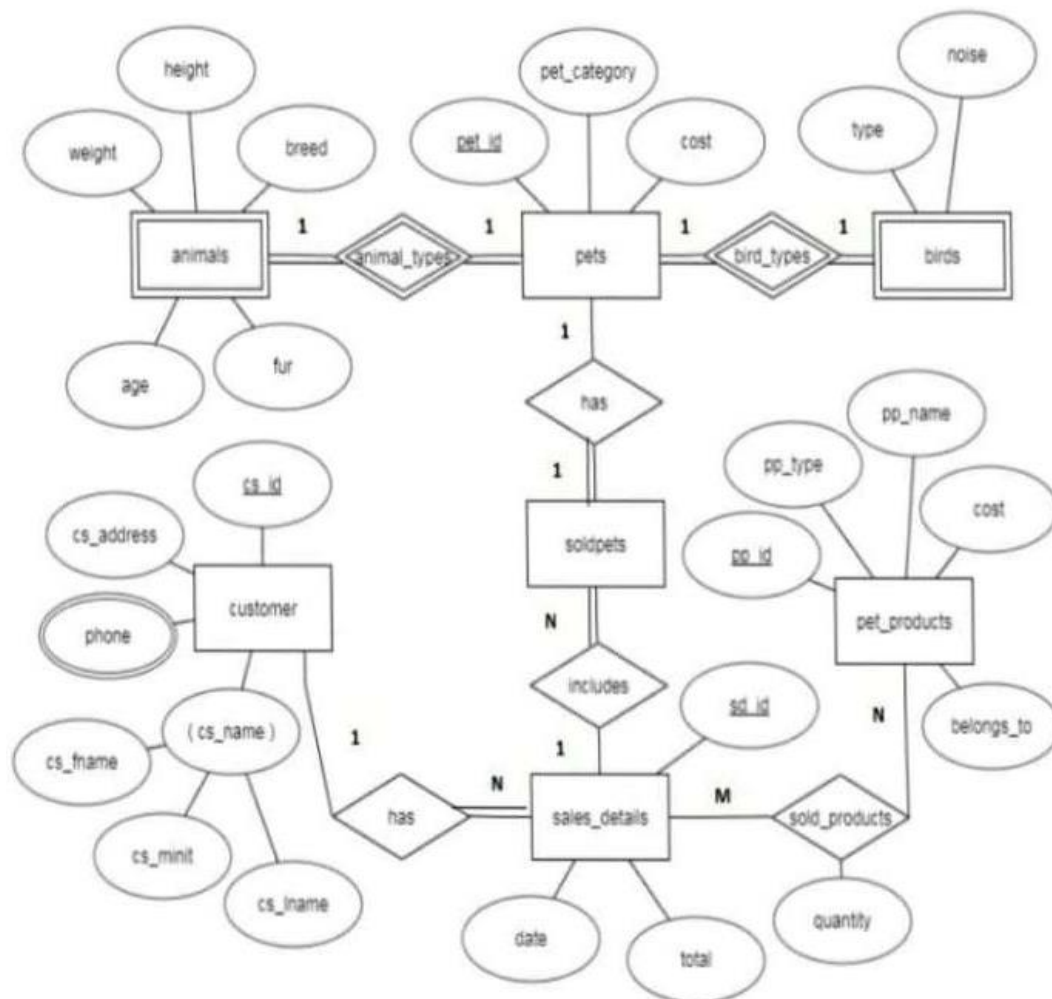 height
noise
pet_category
weight
breed
pet_id
cost
type
1
1
1
1
animals
animal_types
pets
bird_types
birds
age
fur
1
has
pp_name
pp_type
1
cs_id
cost
cs_address
soldpets
pp_id
customer
phone
N
pet_products
includes
sd_id
( cs_name )
N
belongs_to
cs_fname
1
1
N
M
has
sales_details
sold_products
cs_minit
cs_lname
quantity
date
total